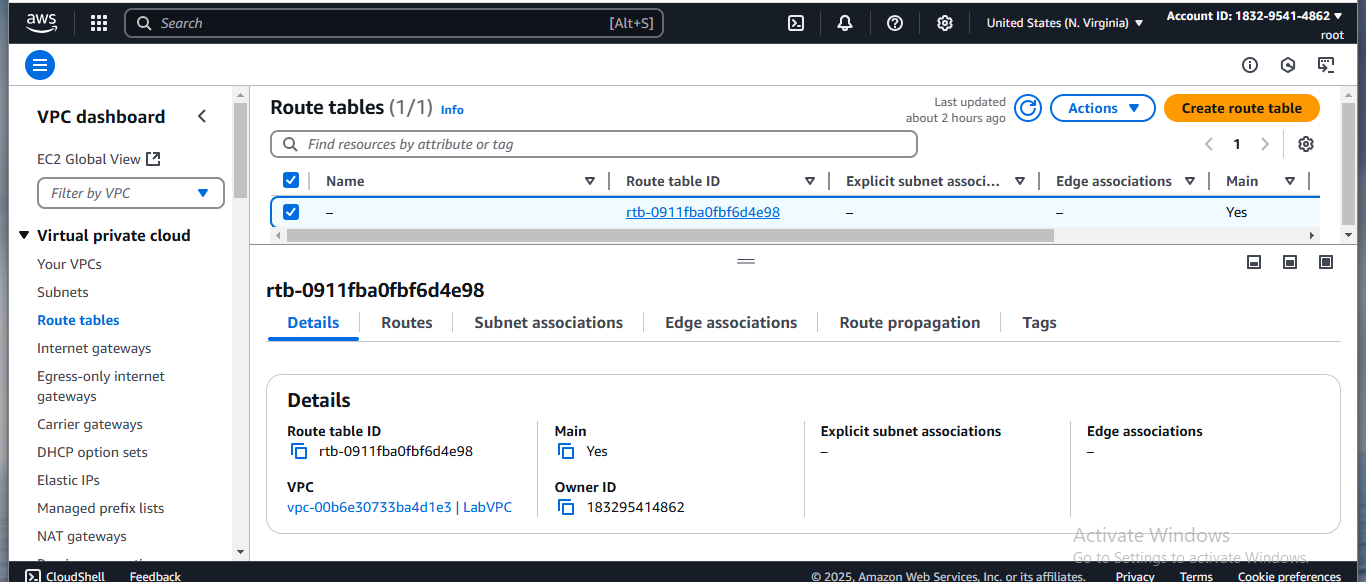 aws
Search [Alt+S]
United States (N. Virginia) ▼
Account ID: 1832-9541-4862 ▼
root
VPC dashboard
EC2 Global View
Filter by VPC
Virtual private cloud
Your VPCs
Subnets
Route tables
Internet gateways
Egress-only internet
gateways
Carrier gateways
DHCP option sets
Elastic IPs
Managed prefix lists
NAT gateways
Route tables (1/1) Info
Last updated
about 2 hours ago
Actions ▼
Create route table
Find resources by attribute or tag
1
Name Route table ID Explicit subnet associ... Edge associations Main
– rtb-0911fba0fbf6d4e98 – – Yes
rtb-0911fba0fbf6d4e98
Details Routes Subnet associations Edge associations Route propagation Tags
Details
Route table ID
rtb-0911fba0fbf6d4e98
VPC
vpc-00b6e30733ba4d1e3 | LabVPC
Main
Yes
Owner ID
183295414862
Explicit subnet associations
–
Edge associations
–
Activate Windows
Go to Settings to activate Windows.
CloudShell Feedback © 2025, Amazon Web Services, Inc. or its affiliates. Privacy Terms Cookie preferences